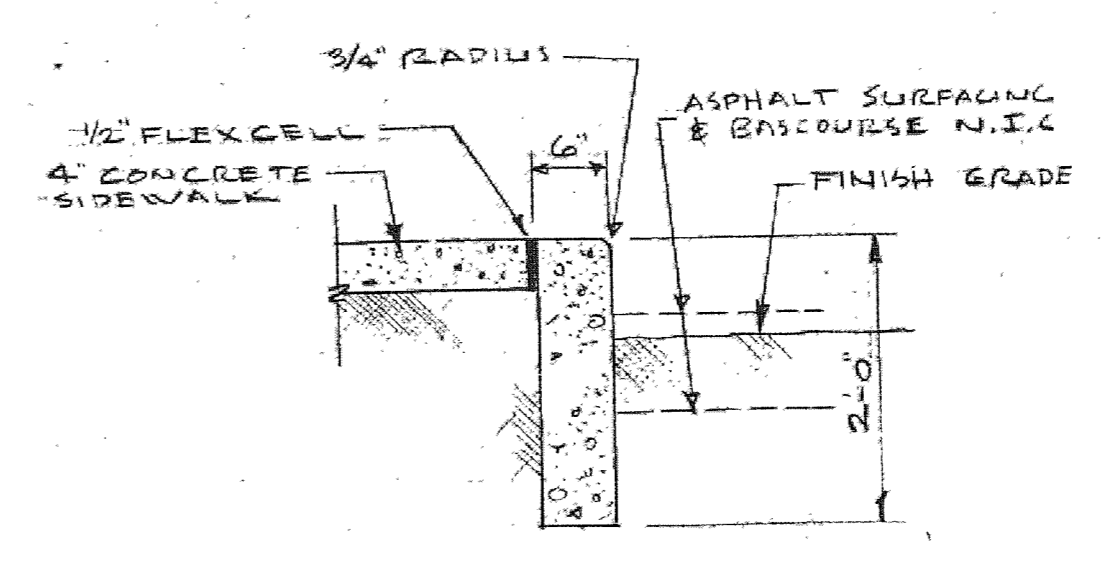 3/4" RADIUS
ASPHALT SURFACING
& BASCOURSE N.I.C
1/2" FLEXCELL
6"
4" CONCRETE
SIDEWALK
FINISH GRADE
2'-0"